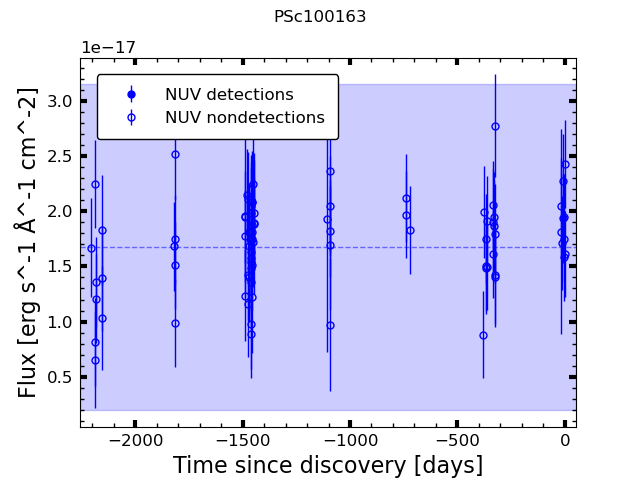 PSc100163
1e−17
NUV detections
NUV nondetections
3.0
2.5
2.0
1.5
1.0
0.5
Flux [erg s^-1 Å^-1 cm^-2]
−2000
−1500
−1000
−500
0
Time since discovery [days]